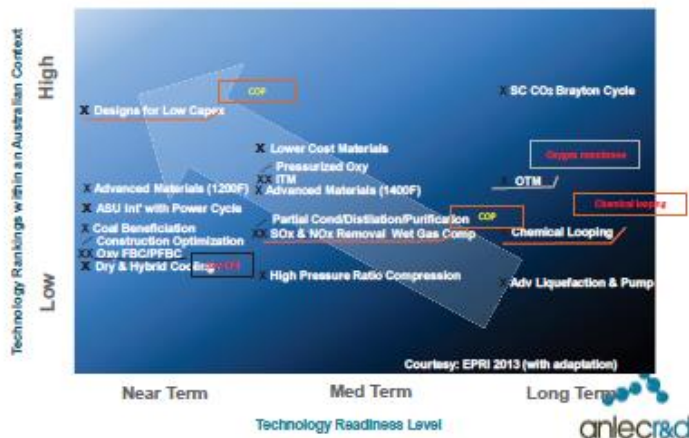 Technology Rankings within an Australian Context
High
Low
COP
X SC CO₂ Brayton Cycle
X Designs for Low Capex
X Lower Cost Materials
Pressurized Oxy
XX ITM
X Advanced Materials (1400F)
Oxygen membrane
X OTM
X Advanced Materials (1200F)
X ASU Int' with Power Cycle
Chemical looping
Partial Cond/Distilation/Purification
COP
X Coal Beneficiation
Construction Optimization
XX SOx & NOx Removal Wet Gas Comp
Chemical Looping
XX Oxy FBC/PFBC
X Dry & Hybrid Cooling
X High Pressure Ratio Compression
X Adv Liquefaction & Pump
Courtesy: EPRI 2013 (with adaptation)
Near Term
Med Term
Long Term
Technology Readiness Level
anlecr&d